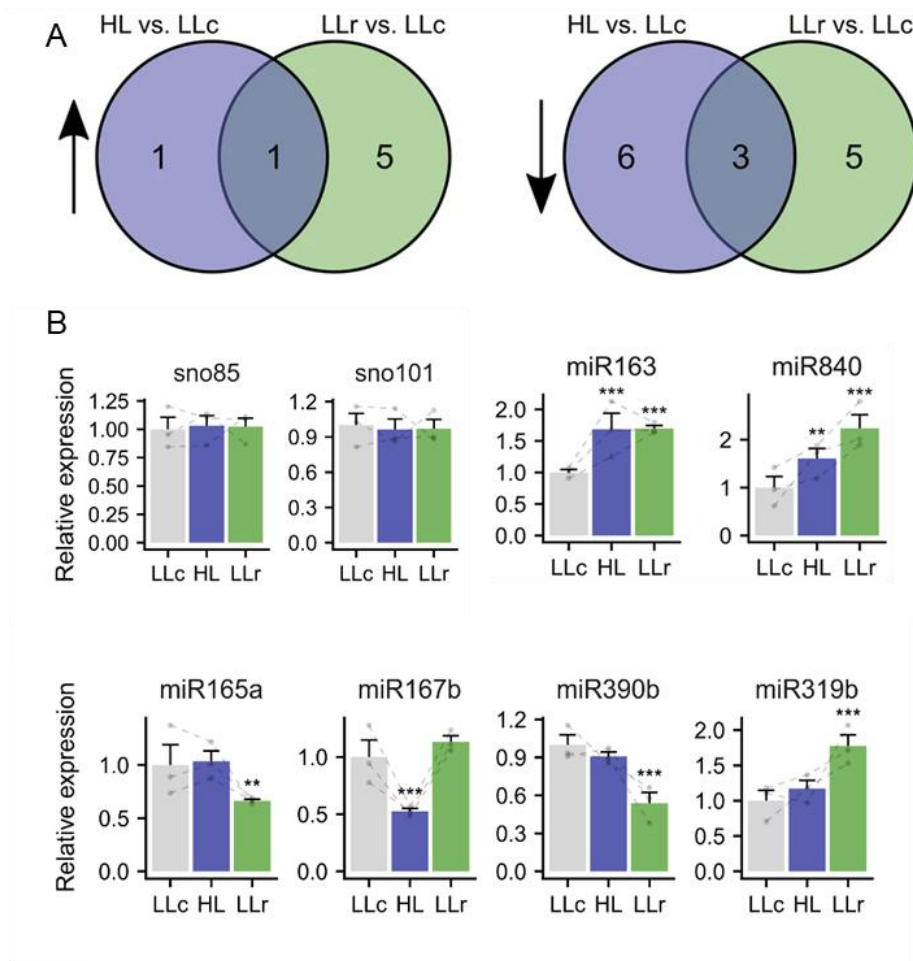 A
HL vs. LLc
LLr vs. LLc
HL vs. LLc
LLr vs. LLc
1
1
5
6
3
5
B
Relative expression
sno85
1.25
1.00
0.75
0.50
0.25
0.00
LLc HL LLr
sno101
1.2
0.9
0.6
0.3
0.0
LLc HL LLr
miR163
2.0
1.5
1.0
0.5
0.0
***
***
LLc HL LLr
miR840
2
1
0
**
***
LLc HL LLr
Relative expression
miR165a
1.0
0.5
0.0
**
LLc HL LLr
miR167b
1.0
0.5
0.0
***
LLc HL LLr
miR390b
1.2
0.9
0.6
0.3
0.0
***
LLc HL LLr
miR319b
2.0
1.5
1.0
0.5
0.0
***
LLc HL LLr